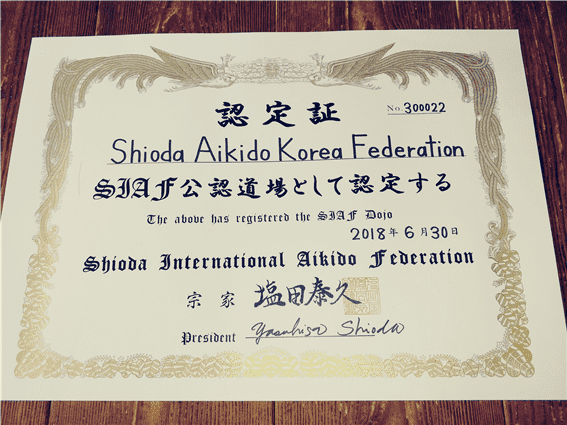 認定証
No. 300022
Shioda Aikido Korea Federation
SIAF公認道場として認定する
The above has registered the SIAF Dojo
2018年6月30日
Shioda International Aikido Federation
宗家 塩田泰久
President Yasuhisa Shioda